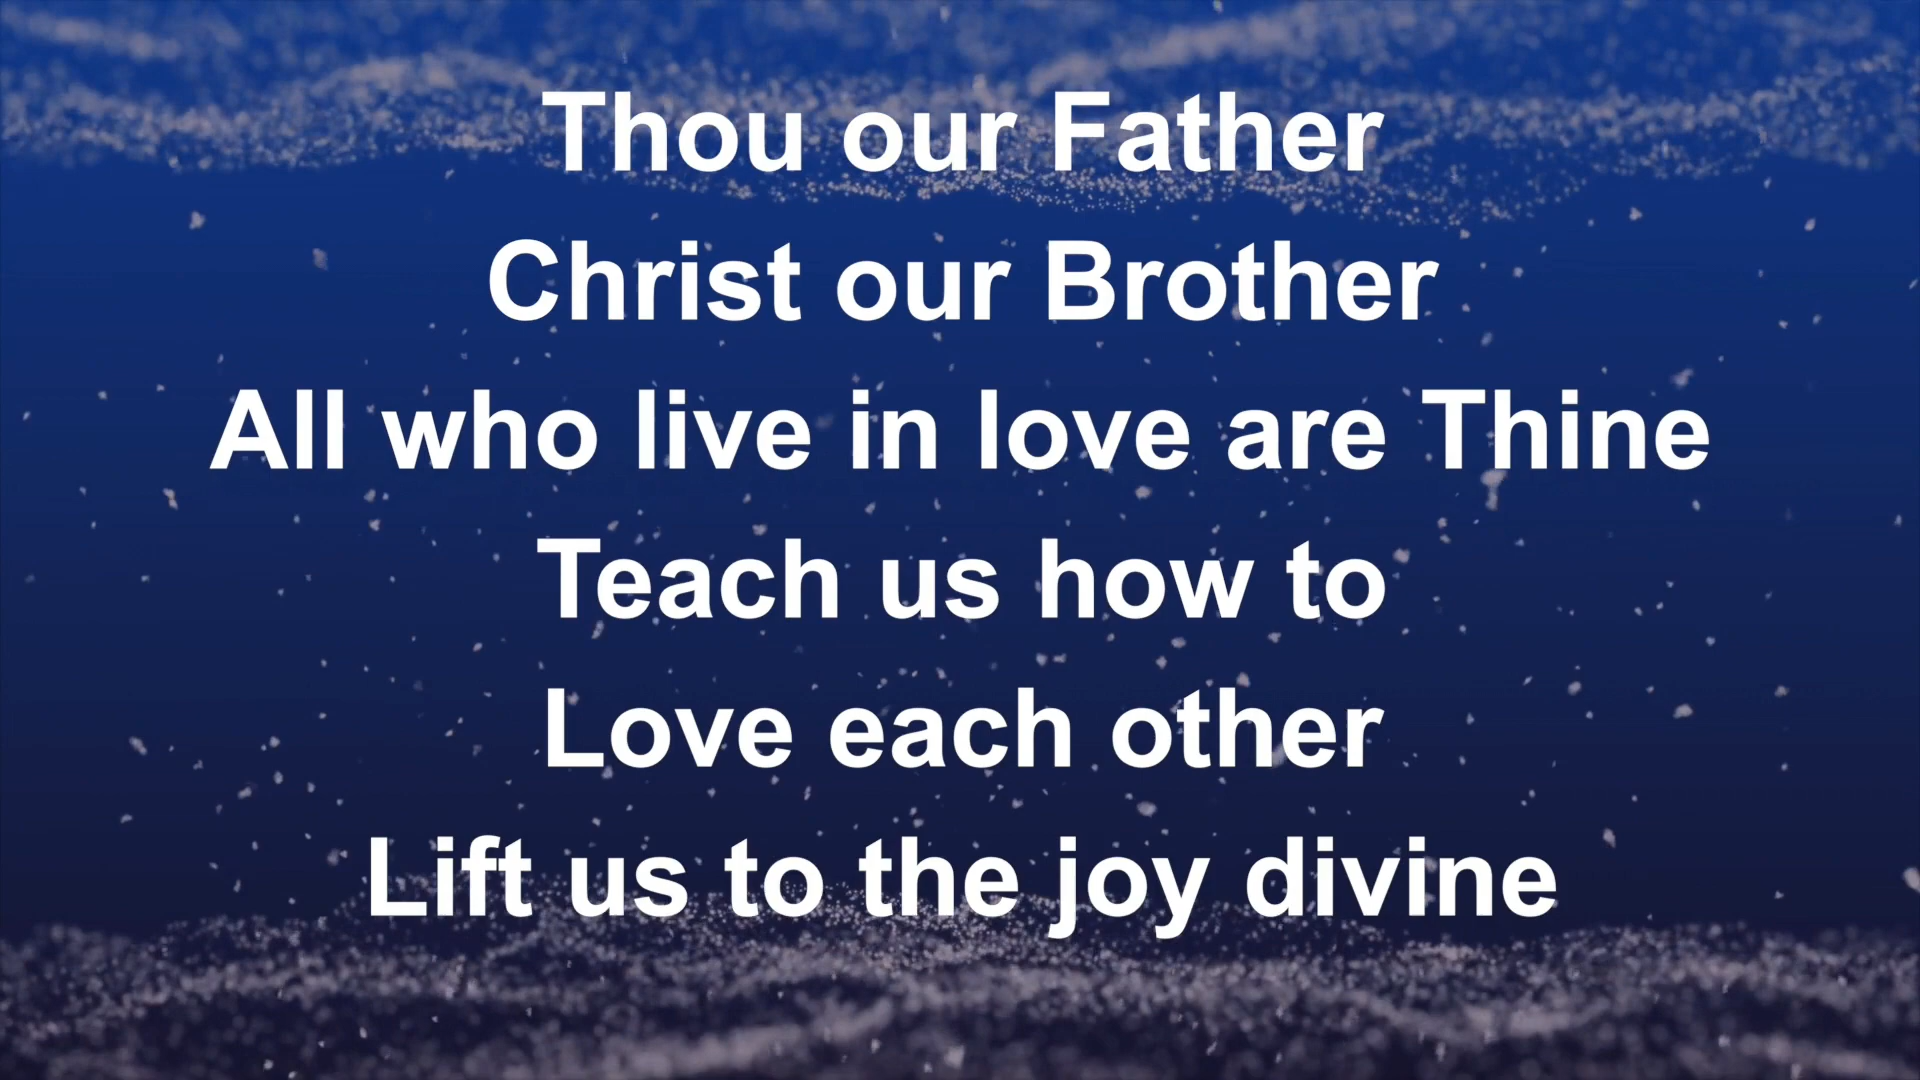 Thou our Father
Christ our Brother
All who live in love are Thine
Teach us how to
Love each other
Lift us to the joy divine